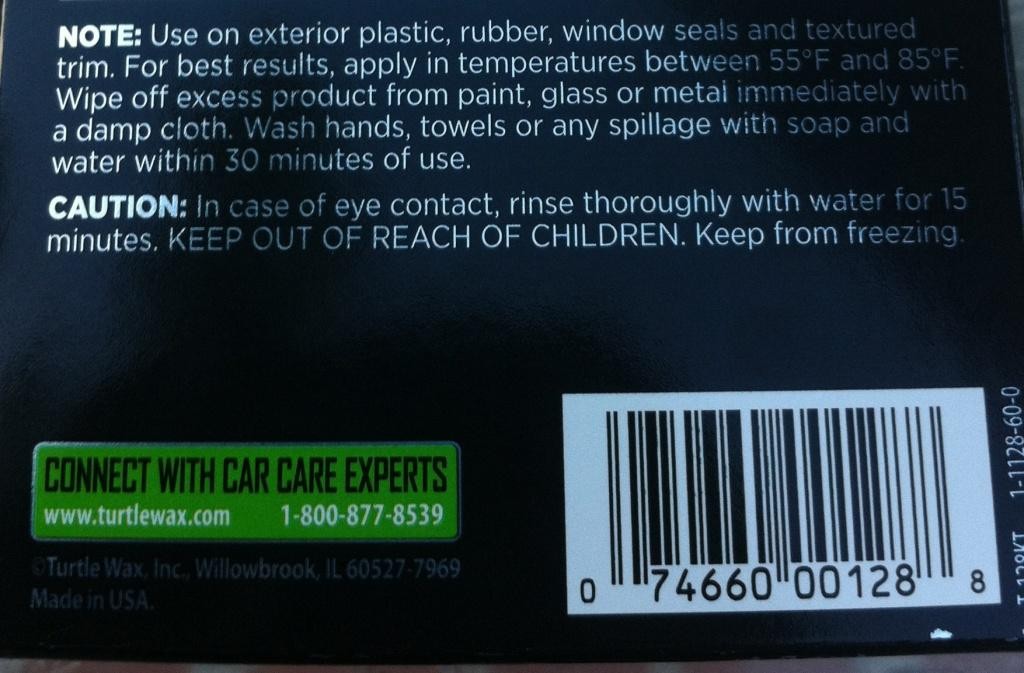 NOTE: Use on exterior plastic, rubber, window seals and textured
trim. For best results, apply in temperatures between 55°F and 85°F.
Wipe off excess product from paint, glass or metal immediately with
a damp cloth. Wash hands, towels or any spillage with soap and
water within 30 minutes of use.
CAUTION: In case of eye contact, rinse thoroughly with water for 15
minutes. KEEP OUT OF REACH OF CHILDREN. Keep from freezing.
CONNECT WITH CAR CARE EXPERTS
www.turtlewax.com 1-800-877-8539
©Turtle Wax, Inc., Willowbrook, IL 60527-7969
Made in USA.
0 74660 00128 8
1-1128-60-0